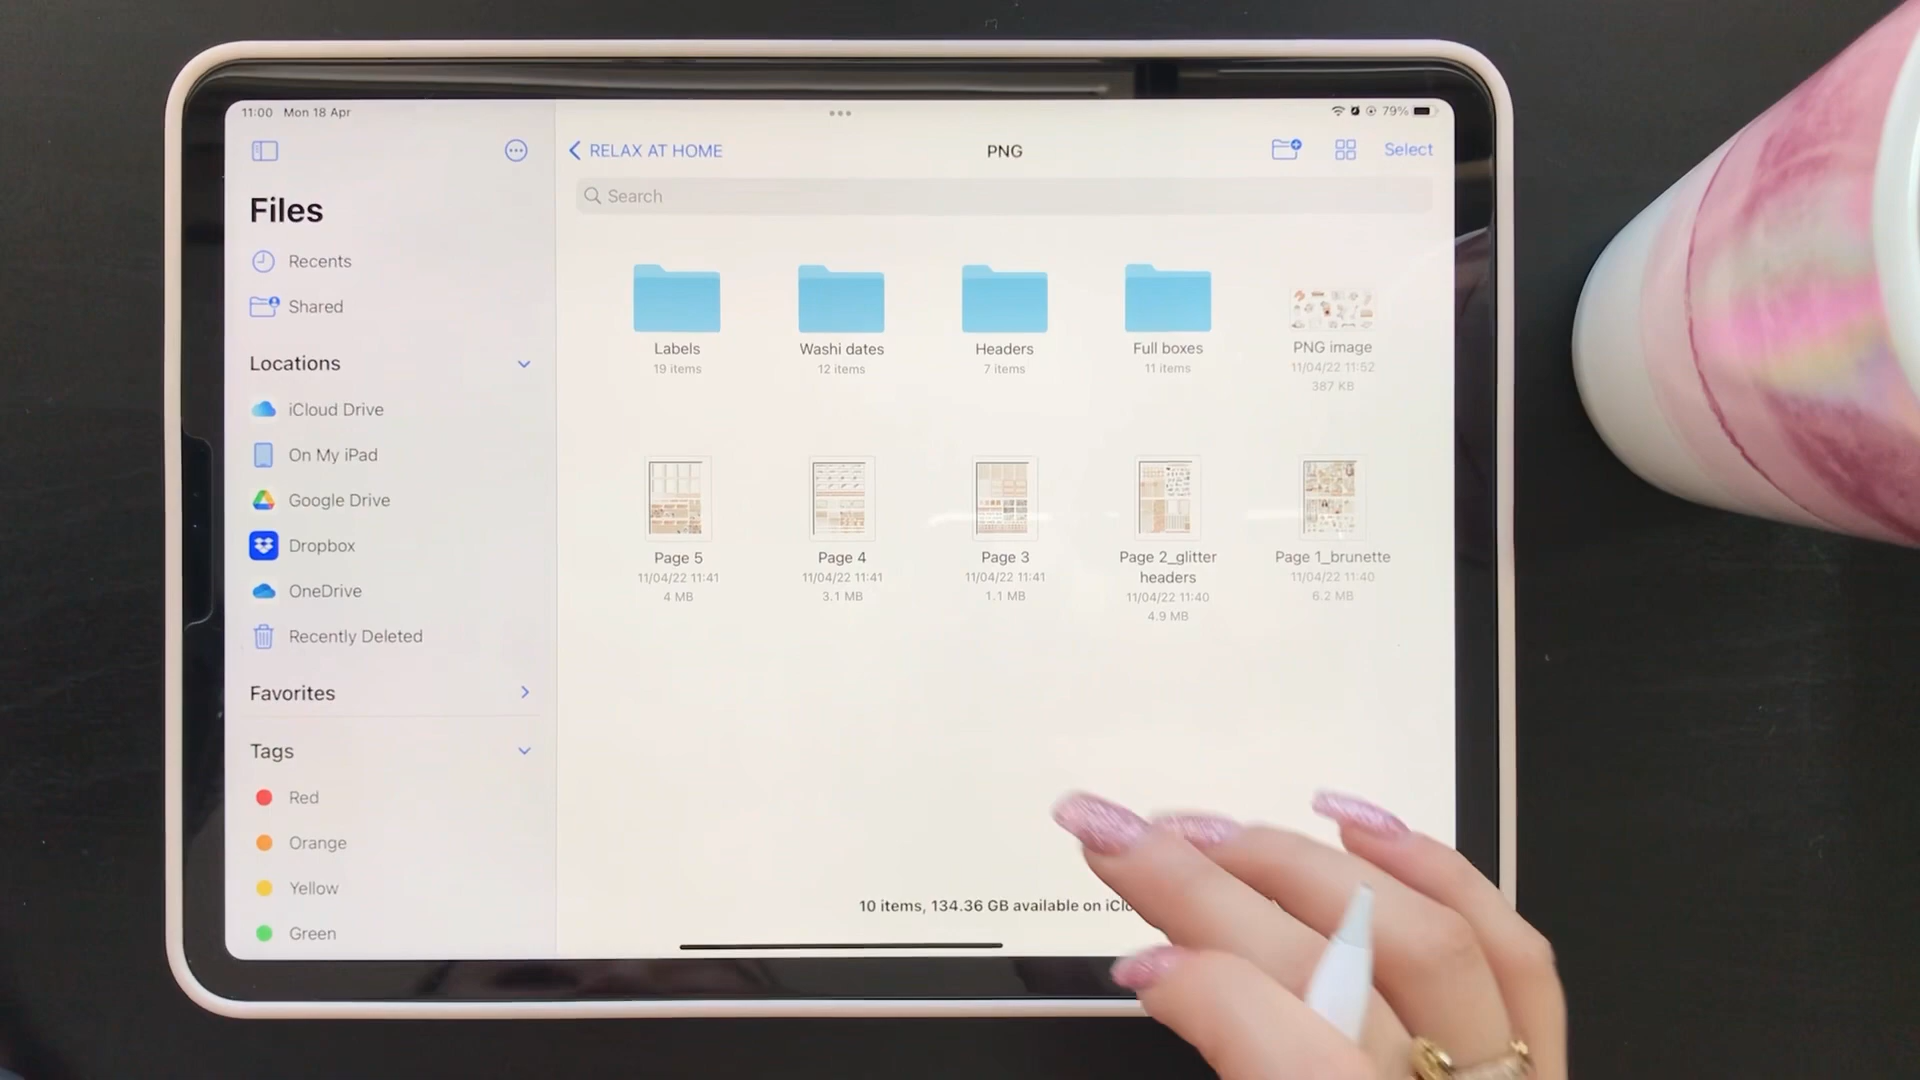 11:00 Mon 18 Apr
79%
Files
Recents
Shared
Locations
iCloud Drive
On My iPad
Google Drive
Dropbox
OneDrive
Recently Deleted
Favorites
Tags
Red
Orange
Yellow
Green
RELAX AT HOME
PNG
Select
Search
Labels
19 items
Washi dates
12 items
Headers
7 items
Full boxes
11 items
PNG image
11/04/22 11:52
387 KB
Page 5
11/04/22 11:41
4 MB
Page 4
11/04/22 11:41
3.1 MB
Page 3
11/04/22 11:41
1.1 MB
Page 2_glitter
headers
11/04/22 11:40
4.9 MB
Page 1_brunette
11/04/22 11:40
6.2 MB
10 items, 134.36 GB available on